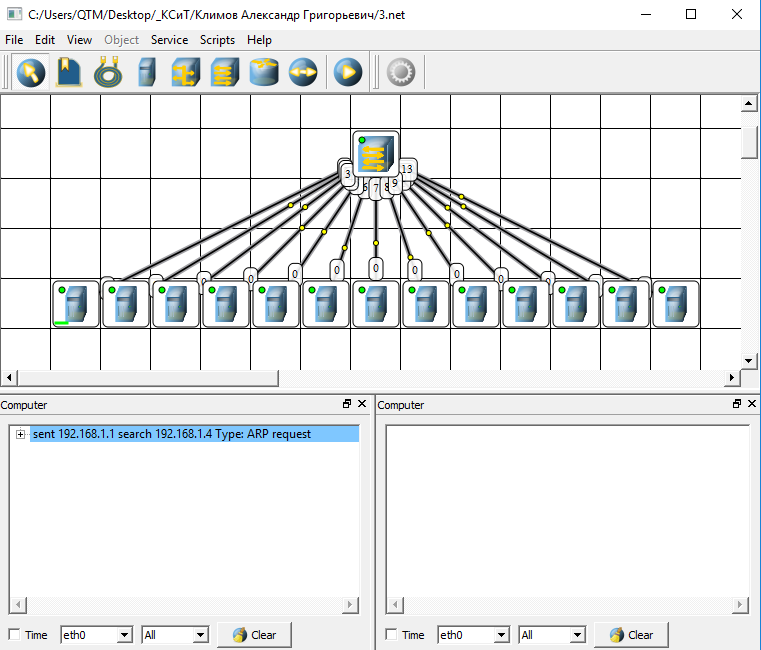 C:/Users/QTM/Desktop/_КСиТ/Климов Александр Григорьевич/3.net
File Edit View Object Service Scripts Help
3 7 9 13
0 0 0 0 0 0 0
Computer
sent 192.168.1.1 search 192.168.1.4 Type: ARP request
Time eth0 All Clear
Computer
Time eth0 All Clear